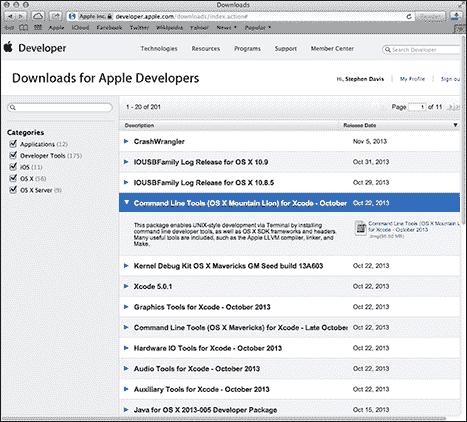 Downloads
Apple Inc. developer.apple.com/downloads/index.action#
Reader
Apple iCloud Facebook Twitter Wikipedia Yahoo News Popular
Developer
Technologies Resources Programs Support Member Center
Search Developer
Downloads for Apple Developers
Hi, Stephen Davis My Profile Sign ou
1 - 20 of 201
Page 1 of 11
Categories
Description Release Date
Applications (12)
Developer Tools (175)
iOS (11)
OS X (56)
OS X Server (9)
CrashWrangler Nov 5, 2013
IOUSBFamily Log Release for OS X 10.9 Oct 31, 2013
IOUSBFamily Log Release for OS X 10.8.5 Oct 29, 2013
Command Line Tools (OS X Mountain Lion) for Xcode - October Oct 22, 2013
This package enables UNIX-style development via Terminal by installing
command line developer tools, as well as OS X SDK frameworks and headers.
Many useful tools are included, such as the Apple LLVM compiler, linker, and
Make.
Command Line Tools (OS X Mountain L
for Xcode - October 2013
Kernel Debug Kit OS X Mavericks GM Seed build 13A603 Oct 22, 2013
Xcode 5.0.1 Oct 22, 2013
Graphics Tools for Xcode - October 2013 Oct 22, 2013
Command Line Tools (OS X Mavericks) for Xcode - Late October Oct 22, 2013
Hardware IO Tools for Xcode - October 2013 Oct 22, 2013
Audio Tools for Xcode - October 2013 Oct 22, 2013
Auxiliary Tools for Xcode - October 2013 Oct 22, 2013
Java for OS X 2013-005 Developer Package Oct 15, 2013